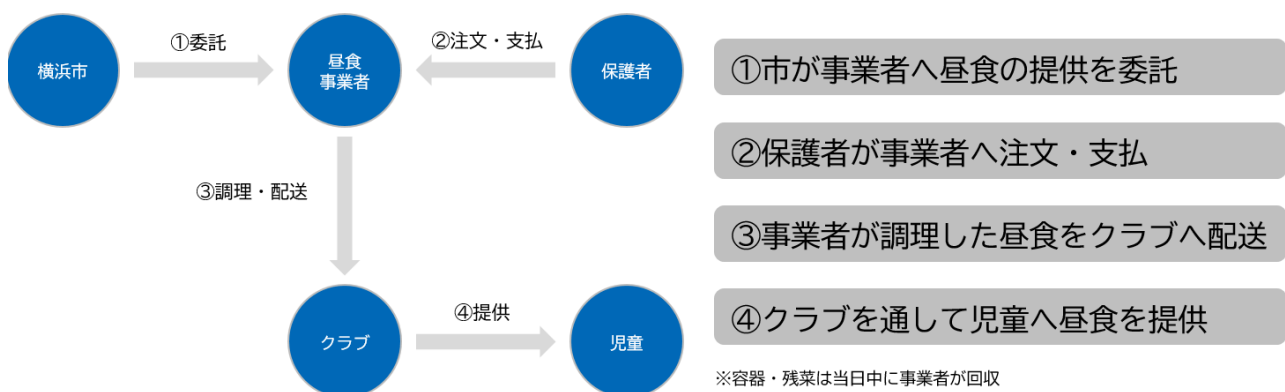 横浜市
①委託
昼食
事業者
②注文・支払
保護者
③調理・配送
クラブ
④提供
児童
①市が事業者へ昼食の提供を委託
②保護者が事業者へ注文・支払
③事業者が調理した昼食をクラブへ配送
④クラブを通して児童へ昼食を提供
※容器・残菜は当日中に事業者が回収